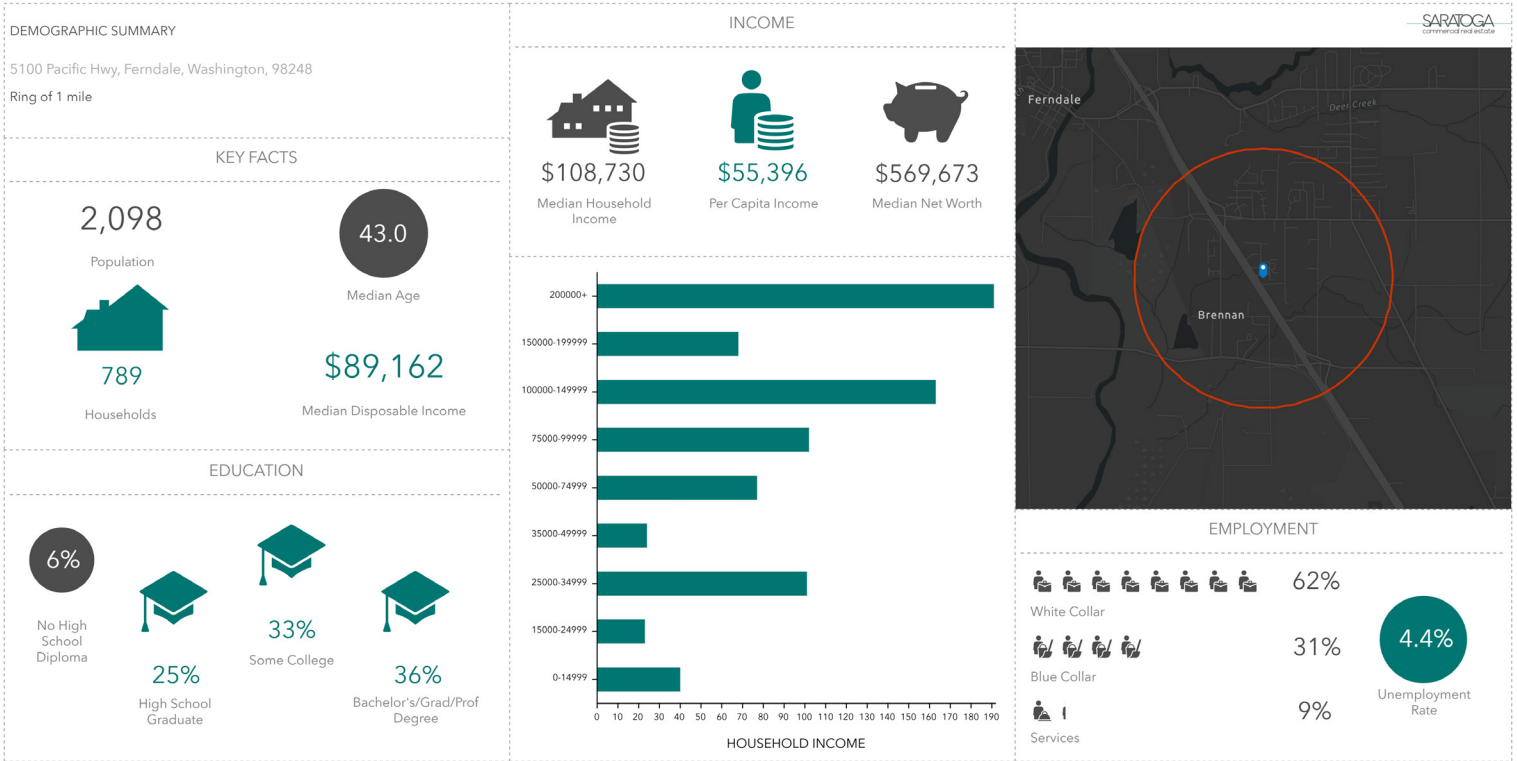 DEMOGRAPHIC SUMMARY
5100 Pacific Hwy, Ferndale, Washington, 98248
Ring of 1 mile
KEY FACTS
2,098
Population
43.0
Median Age
789
Households
$89,162
Median Disposable Income
EDUCATION
6%
No High
School
Diploma
25%
High School
Graduate
33%
Some College
36%
Bachelor's/Grad/Prof
Degree
INCOME
$108,730
Median Household
Income
$55,396
Per Capita Income
$569,673
Median Net Worth
200000+
150000-199999
100000-149999
75000-99999
50000-74999
35000-49999
25000-34999
15000-24999
0-14999
0 10 20 30 40 50 60 70 80 90 100 110 120 130 140 150 160 170 180 190
HOUSEHOLD INCOME
SARATOGA
commercial real estate
Ferndale
Deer Creek
Brennan
EMPLOYMENT
62%
White Collar
31%
Blue Collar
9%
Services
4.4%
Unemployment
Rate